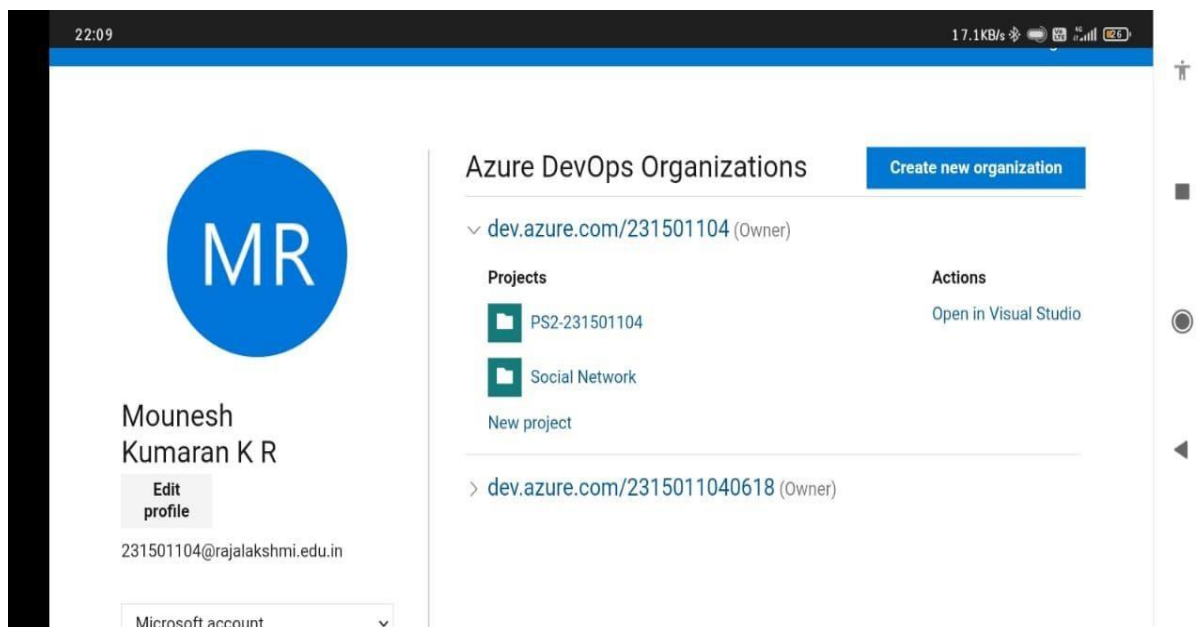 22:09
17.1KB/s
4G
26
MR
Mounesh
Kumaran K R
Edit
profile
231501104@rajalakshmi.edu.in
Microsoft account
Azure DevOps Organizations
Create new organization
dev.azure.com/231501104 (Owner)
Projects
Actions
PS2-231501104
Open in Visual Studio
Social Network
New project
dev.azure.com/2315011040618 (Owner)